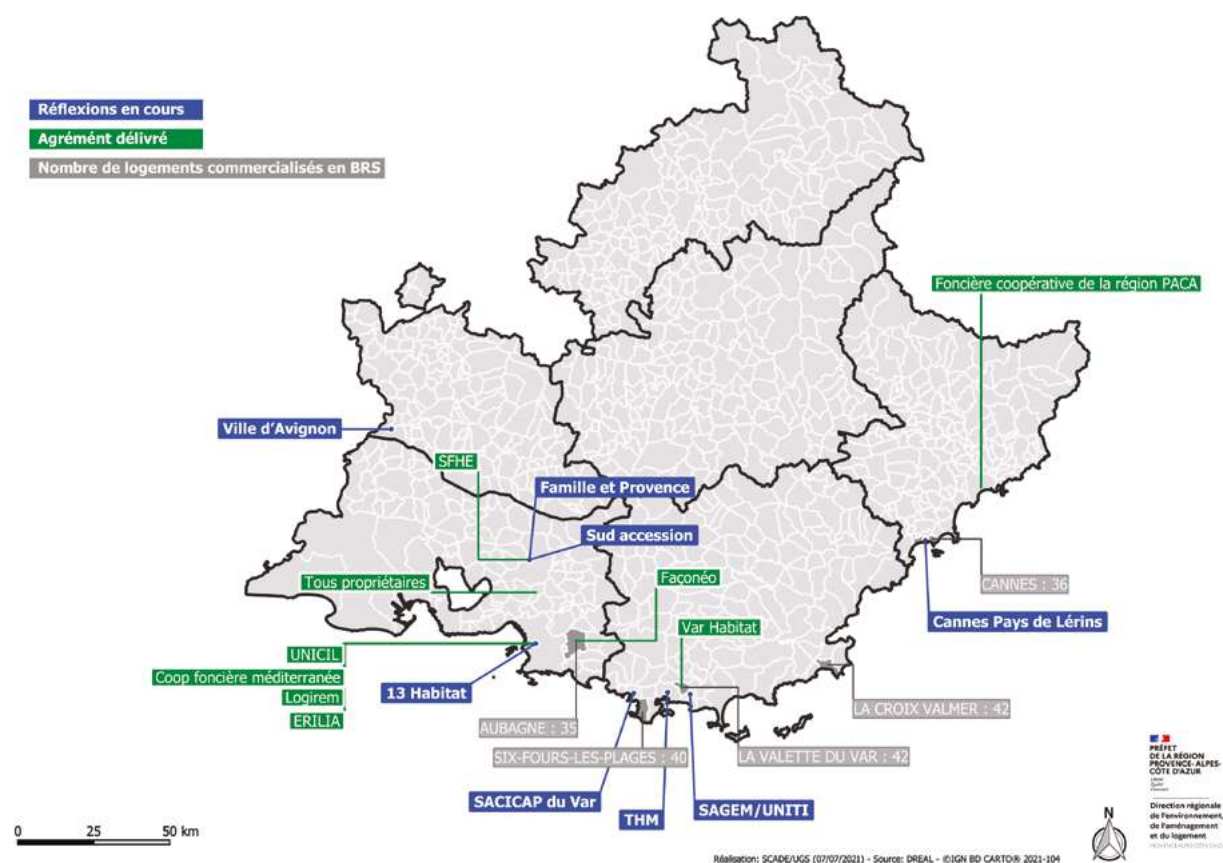 Réflexions en cours
Agrément délivré
Nombre de logements commercialisés en BRS
Foncière coopérative de la région PACA
Ville d'Avignon
SFHE
Famille et Provence
Sud accession
Tous propriétaires
Façonéo
CANNES : 36
Var Habitat
Cannes Pays de Lérins
UNICIL
Coop foncière méditerranée
Logirem
ERILIA
13 Habitat
LA CROIX VALMER : 42
AUBAGNE : 35
SIX-FOURS-LES-PLAGES : 40
LA VALETTE DU VAR : 42
SACICAP du Var
THM
SAGEM/UNITI
PRÉFET
DE LA RÉGION
PROVENCE-ALPES-
CÔTE D'AZUR
Direction régionale
de l'environnement,
de l'aménagement
et du logement
N
0 25 50 km
Réalisation: SCADE/UGS (07/07/2021) - Source: DREAL - ©IGN BD CARTO® 2021-104